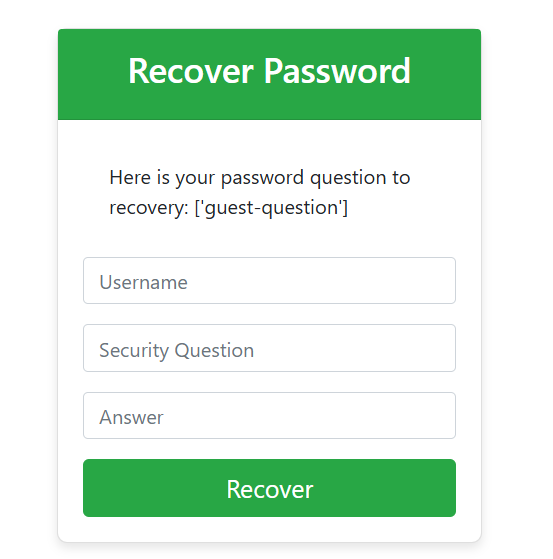 Recover Password
Here is your password question to
recovery: ['guest-question']
Username
Security Question
Answer
Recover